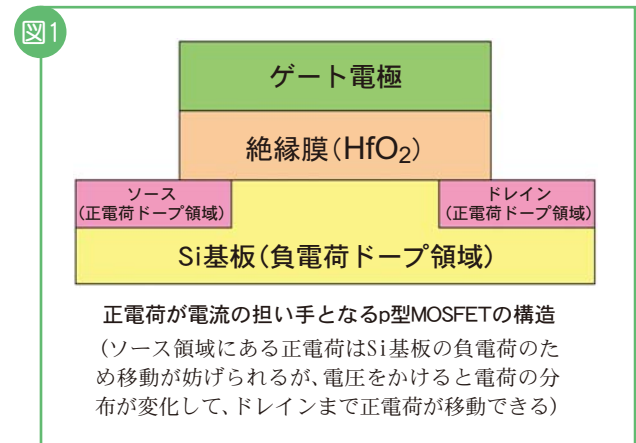 図1
ゲート電極
絶縁膜(HfO2)
ソース
(正電荷ドープ領域)
ドレイン
(正電荷ドープ領域)
Si基板(負電荷ドープ領域)
正電荷が電流の担い手となるp型MOSFETの構造
(ソース領域にある正電荷はSi基板の負電荷のた
め移動が妨げられるが、電圧をかけると電荷の分
布が変化して、ドレインまで正電荷が移動できる)